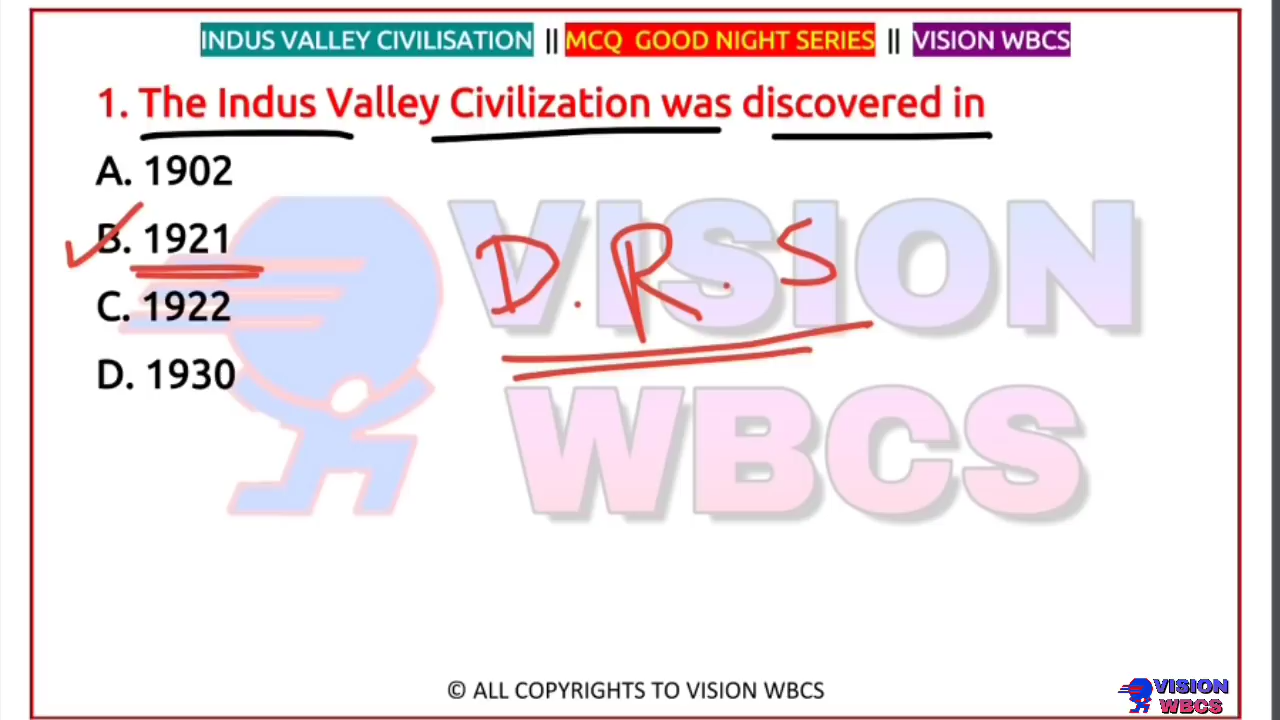 INDUS VALLEY CIVILISATION || MCQ GOOD NIGHT SERIES || VISION WBCS
1. The Indus Valley Civilization was discovered in
A. 1902
B. 1921
C. 1922
D. 1930
D. R. S
VISION
WBCS
© ALL COPYRIGHTS TO VISION WBCS
VISION
WBCS